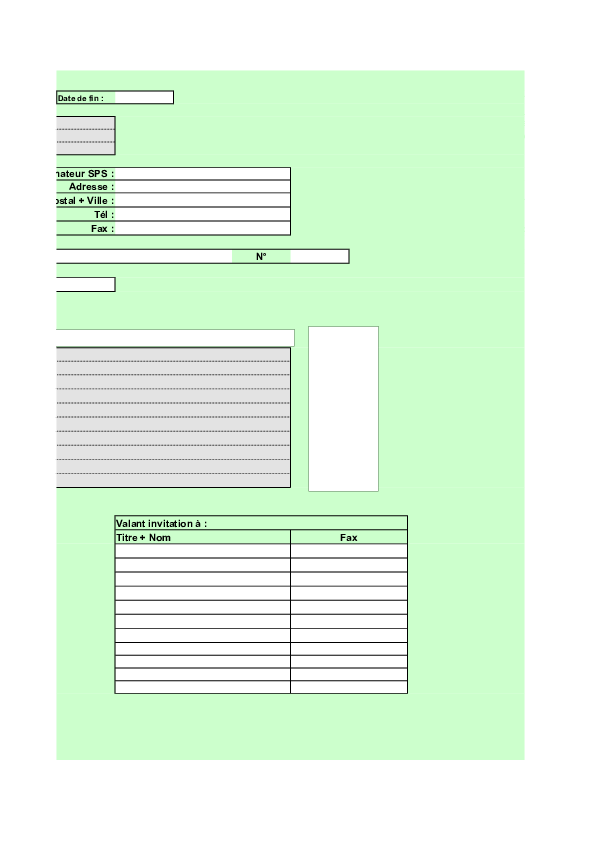 Date de fin :
nateur SPS :
Adresse :
ostal + Ville :
Tél :
Fax :
N°
Valant invitation à :
Titre + Nom Fax